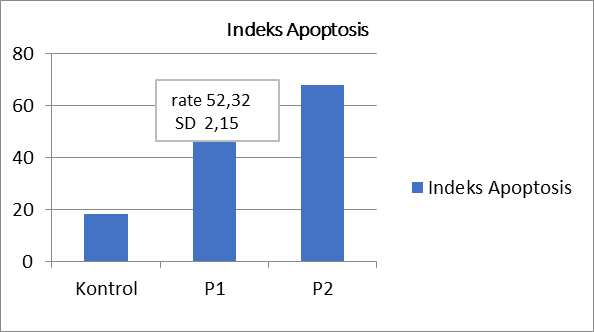 Indeks Apoptosis
80
60
40
20
0
rate 52,32
SD 2,15
Kontrol P1 P2
Indeks Apoptosis